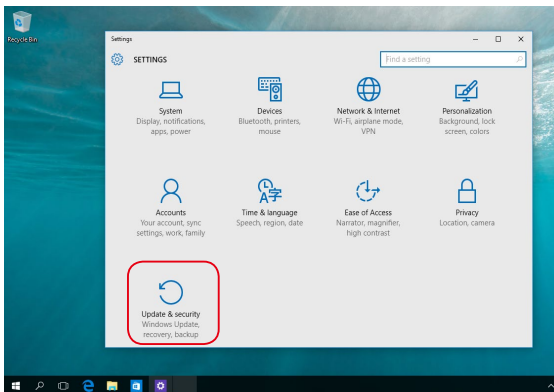 Recycle Bin
Settings
SETTINGS
Find a setting
System
Display, notifications,
apps, power
Devices
Bluetooth, printers,
mouse
Network & Internet
Wi-Fi, airplane mode,
VPN
Personalization
Background, lock
screen, colors
Accounts
Your account, sync
settings, work, family
Time & language
Speech, region, date
Ease of Access
Narrator, magnifier,
high contrast
Privacy
Location, camera
Update & security
Windows Update,
recovery, backup